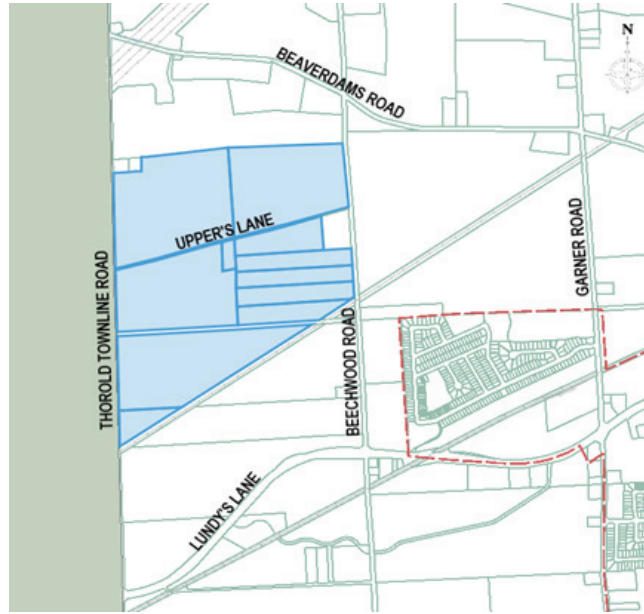 N
BEAVERDAMS ROAD
UPPER'S LANE
GARNER ROAD
THOROLD TOWNLINE ROAD
BEECHWOOD ROAD
LUNDY'S LANE